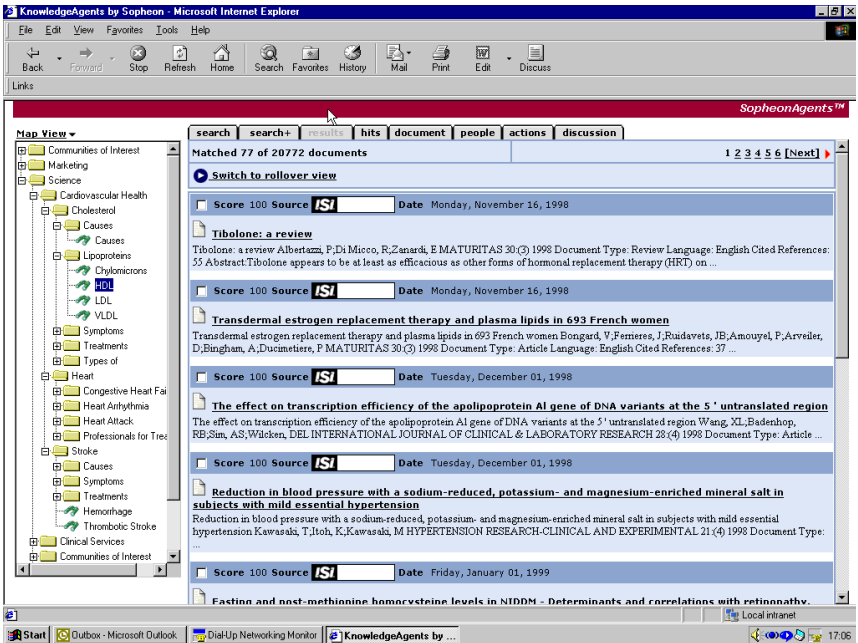 KnowledgeAgents by Sopheon - Microsoft Internet Explorer
File Edit View Favorites Tools Help
Back Forward Stop Refresh Home Search Favorites History Mail Print Edit Discuss
Links
SopheonAgents™
Map View
Communities of Interest
Marketing
Science
Cardiovascular Health
Cholesterol
Causes
Causes
Lipoproteins
Chylomicrons
HDL
LDL
VLDL
Symptoms
Treatments
Types of
Heart
Congestive Heart Fai
Heart Arrhythmia
Heart Attack
Professionals for Trea
Stroke
Causes
Symptoms
Treatments
Hemorrhage
Thrombotic Stroke
Clinical Services
Communities of Interest
search search+ results hits document people actions discussion
Matched 77 of 20772 documents
1 2 3 4 5 6 [Next]
Switch to rollover view
Score 100 Source ISI Date Monday, November 16, 1998
Tibolone: a review
Tibolone: a review Albertazzi, P;Di Micco, R;Zanardi, E MATURITAS 30:(3) 1998 Document Type: Review Language: English Cited References:
55 Abstract:Tibolone appears to be at least as efficacious as other forms of hormonal replacement therapy (HRT) on ...
Score 100 Source ISI Date Monday, November 16, 1998
Transdermal estrogen replacement therapy and plasma lipids in 693 French women
Transdermal estrogen replacement therapy and plasma lipids in 693 French women Bongard, V;Ferrieres, J;Ruidavets, JB;Amouyel, P;Arveiler,
D;Bingham, A;Ducimetiere, P MATURITAS 30:(3) 1998 Document Type: Article Language: English Cited References: 37 ...
Score 100 Source ISI Date Tuesday, December 01, 1998
The effect on transcription efficiency of the apolipoprotein AI gene of DNA variants at the 5 ' untranslated region
The effect on transcription efficiency of the apolipoprotein AI gene of DNA variants at the 5 ' untranslated region Wang, XL;Badenhop,
RB;Sim, AS;Wilcken, DEL INTERNATIONAL JOURNAL OF CLINICAL & LABORATORY RESEARCH 28:(4) 1998 Document Type: Article ...
Score 100 Source ISI Date Tuesday, December 01, 1998
Reduction in blood pressure with a sodium-reduced, potassium- and magnesium-enriched mineral salt in
subjects with mild essential hypertension
Reduction in blood pressure with a sodium-reduced, potassium- and magnesium-enriched mineral salt in subjects with mild essential
hypertension Kawasaki, T;Itoh, K;Kawasaki, M HYPERTENSION RESEARCH-CLINICAL AND EXPERIMENTAL 21:(4) 1998 Document Type:
...
Score 100 Source ISI Date Friday, January 01, 1999
Fasting and post-methionine homocysteine levels in NIDDM - Determinants and correlations with retinopathy,
Local intranet
Start Outbox - Microsoft Outlook Dial-Up Networking Monitor KnowledgeAgents by ... 17:06